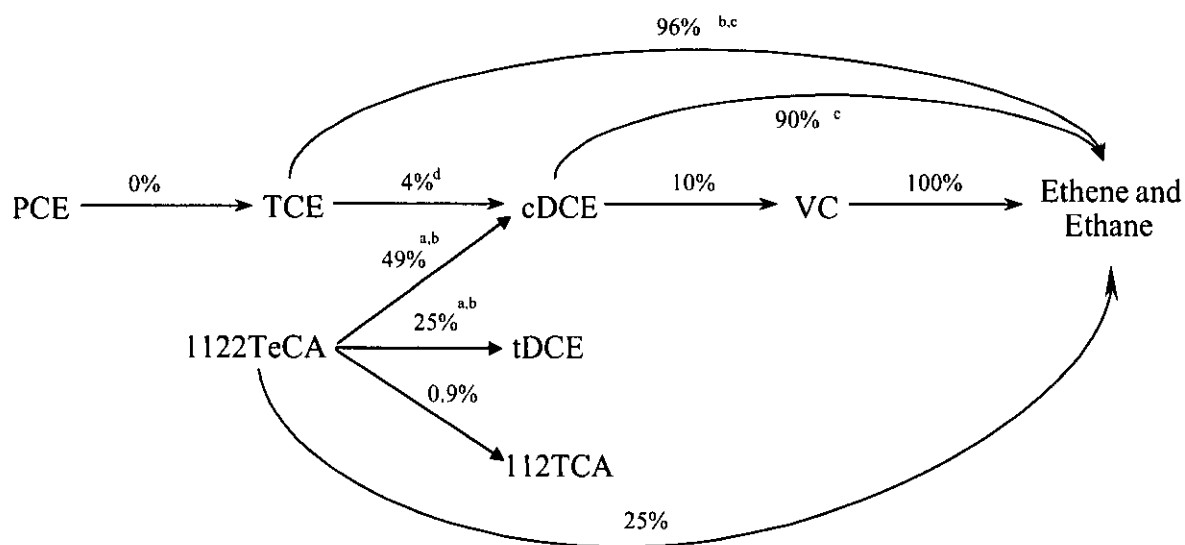 96% b,c
90% c
0%
4%d
10%
100%
PCE
TCE
cDCE
VC
Ethene and
Ethane
49% a,b
25% a,b
1122TeCA
tDCE
0.9%
112TCA
25%